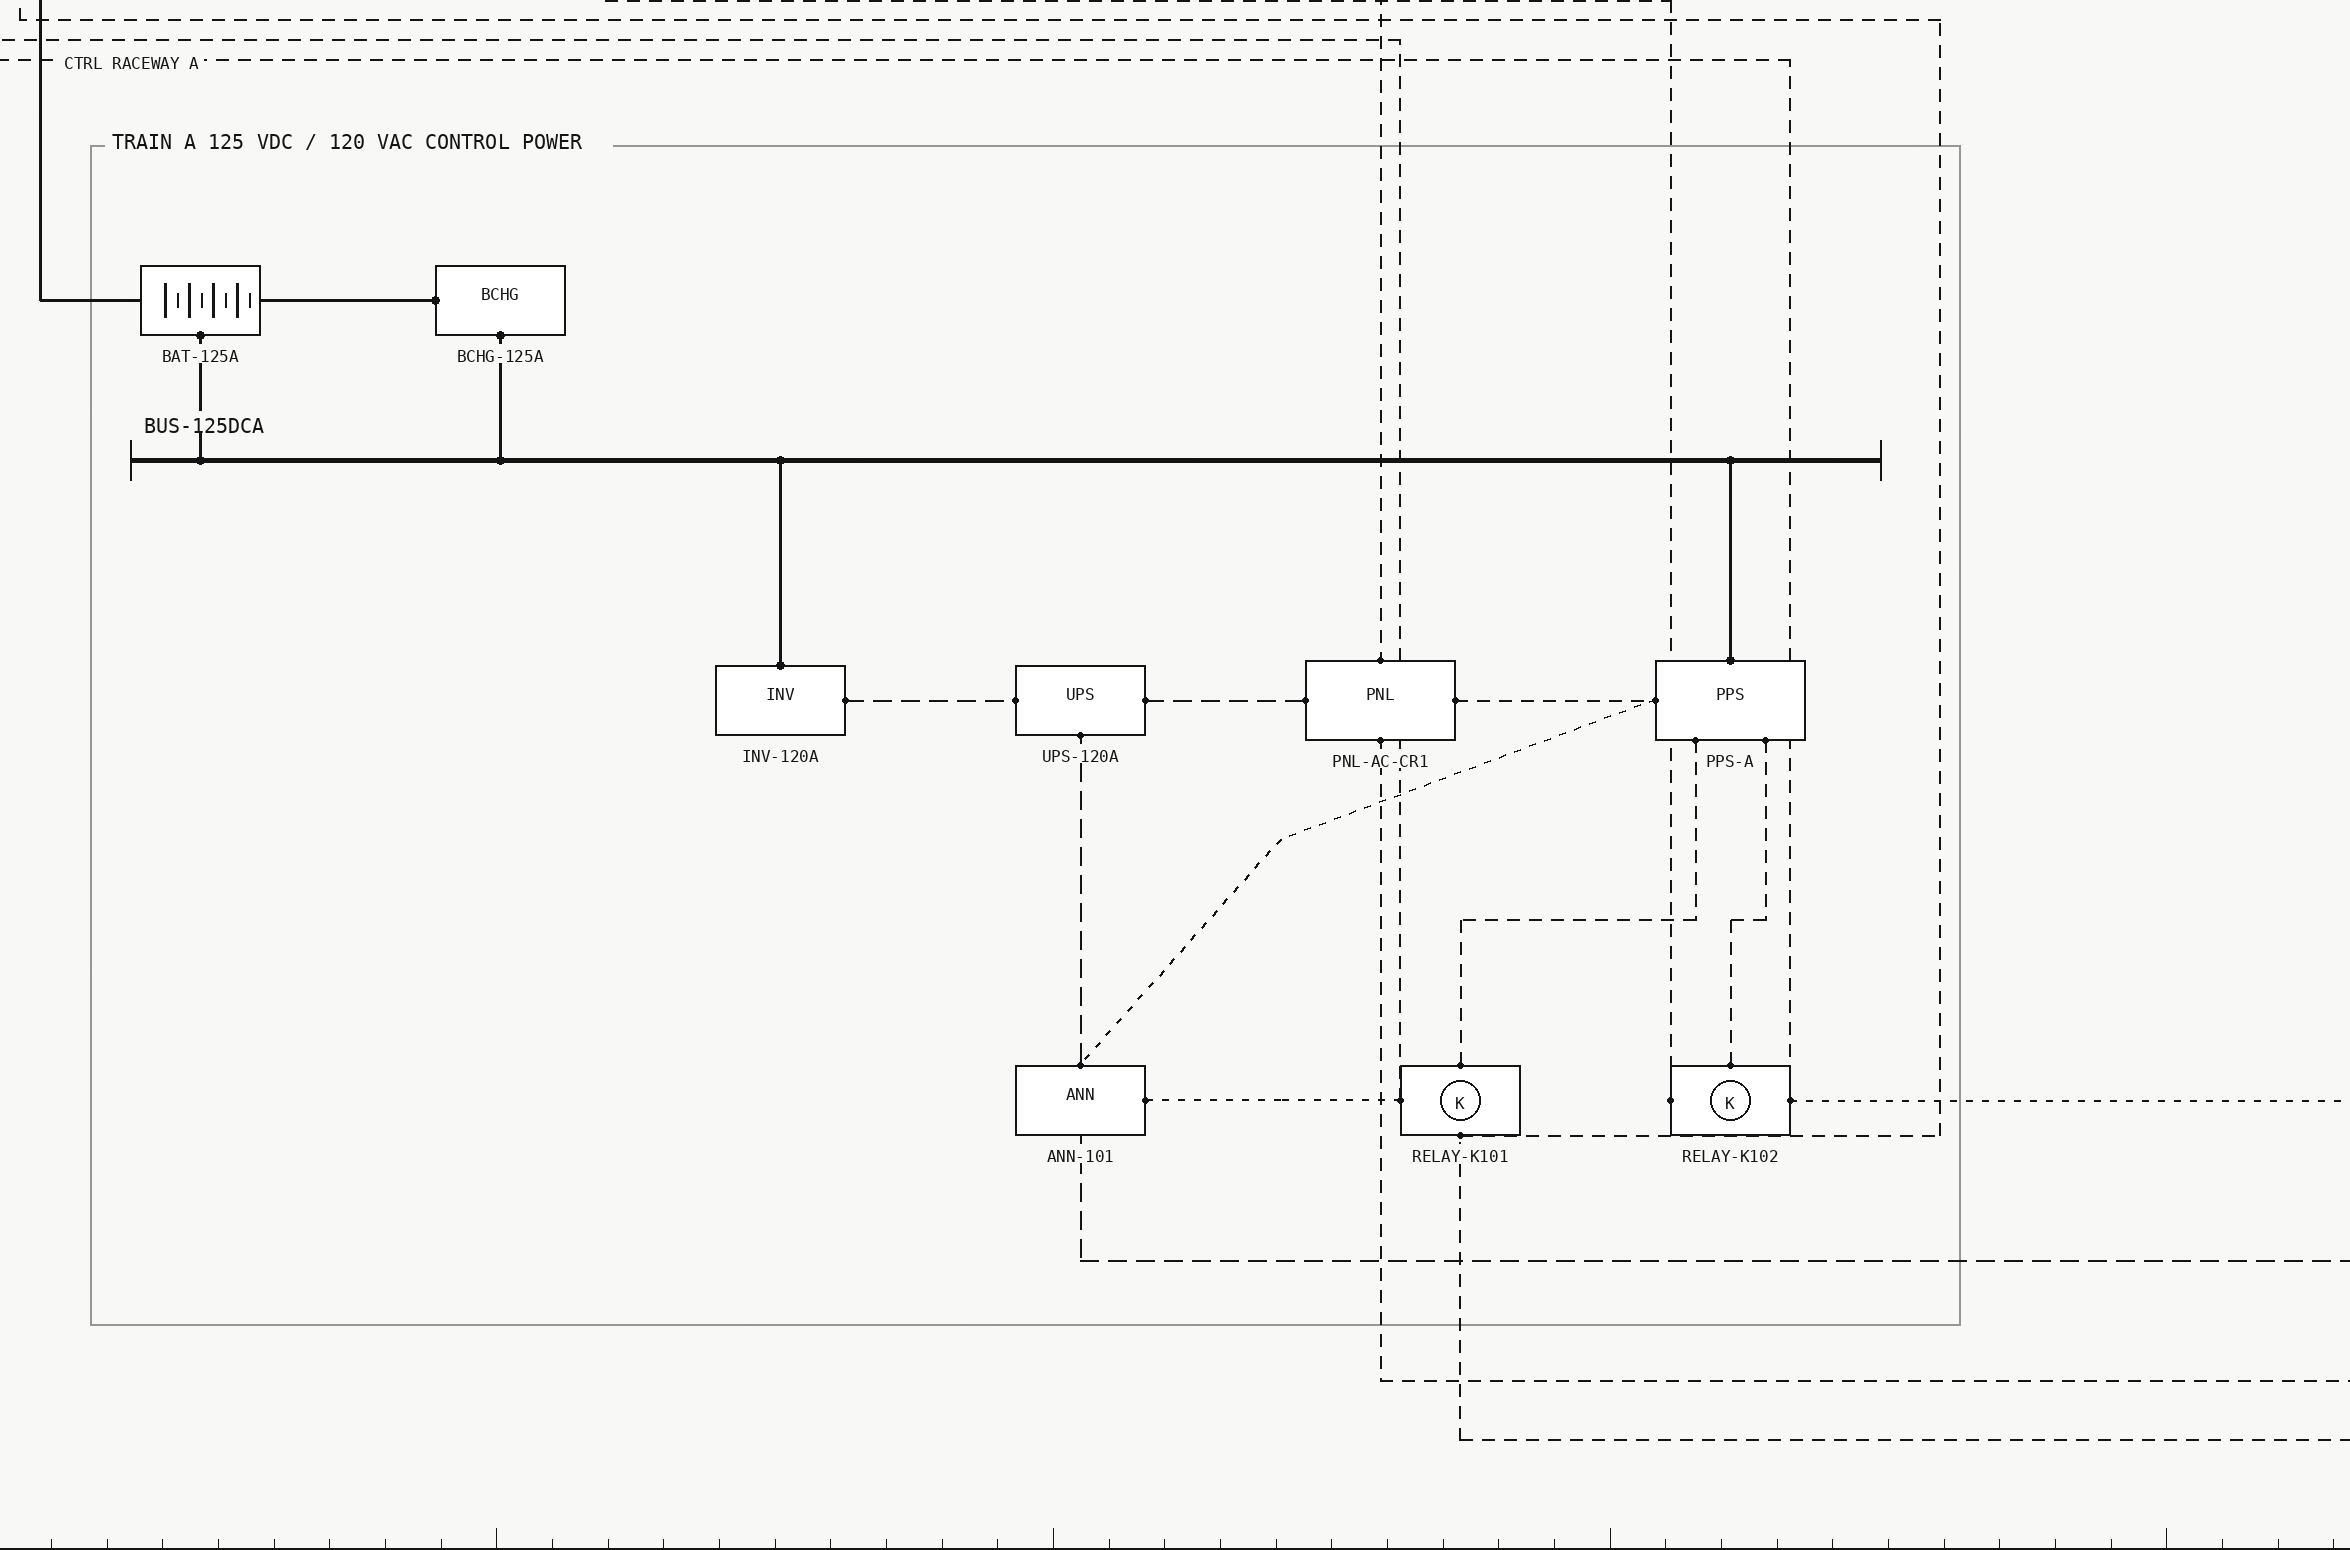 CTRL RACEWAY A
TRAIN A 125 VDC / 120 VAC CONTROL POWER
BCHG
BAT-125A
BCHG-125A
BUS-125DCA
INV
UPS
PNL
PPS
INV-120A
UPS-120A
PNL-AC-CR1
PPS-A
ANN
K
K
ANN-101
RELAY-K101
RELAY-K102